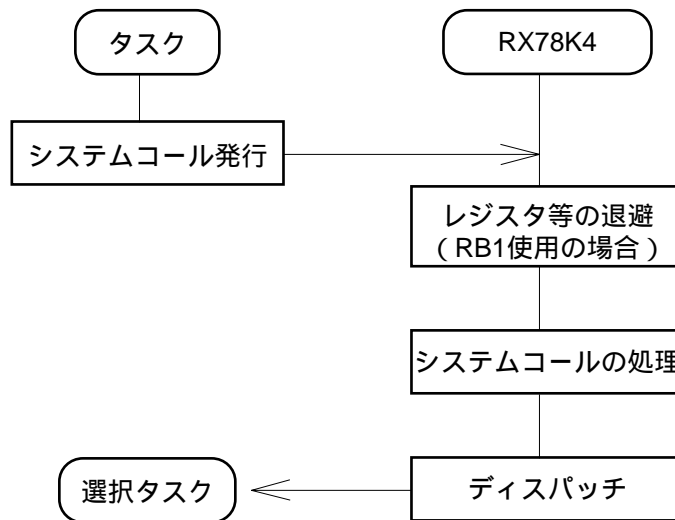 タスク
RX78K4
システムコール発行
レジスタ等の退避
（RB1使用の場合）
システムコールの処理
選択タスク
ディスパッチ